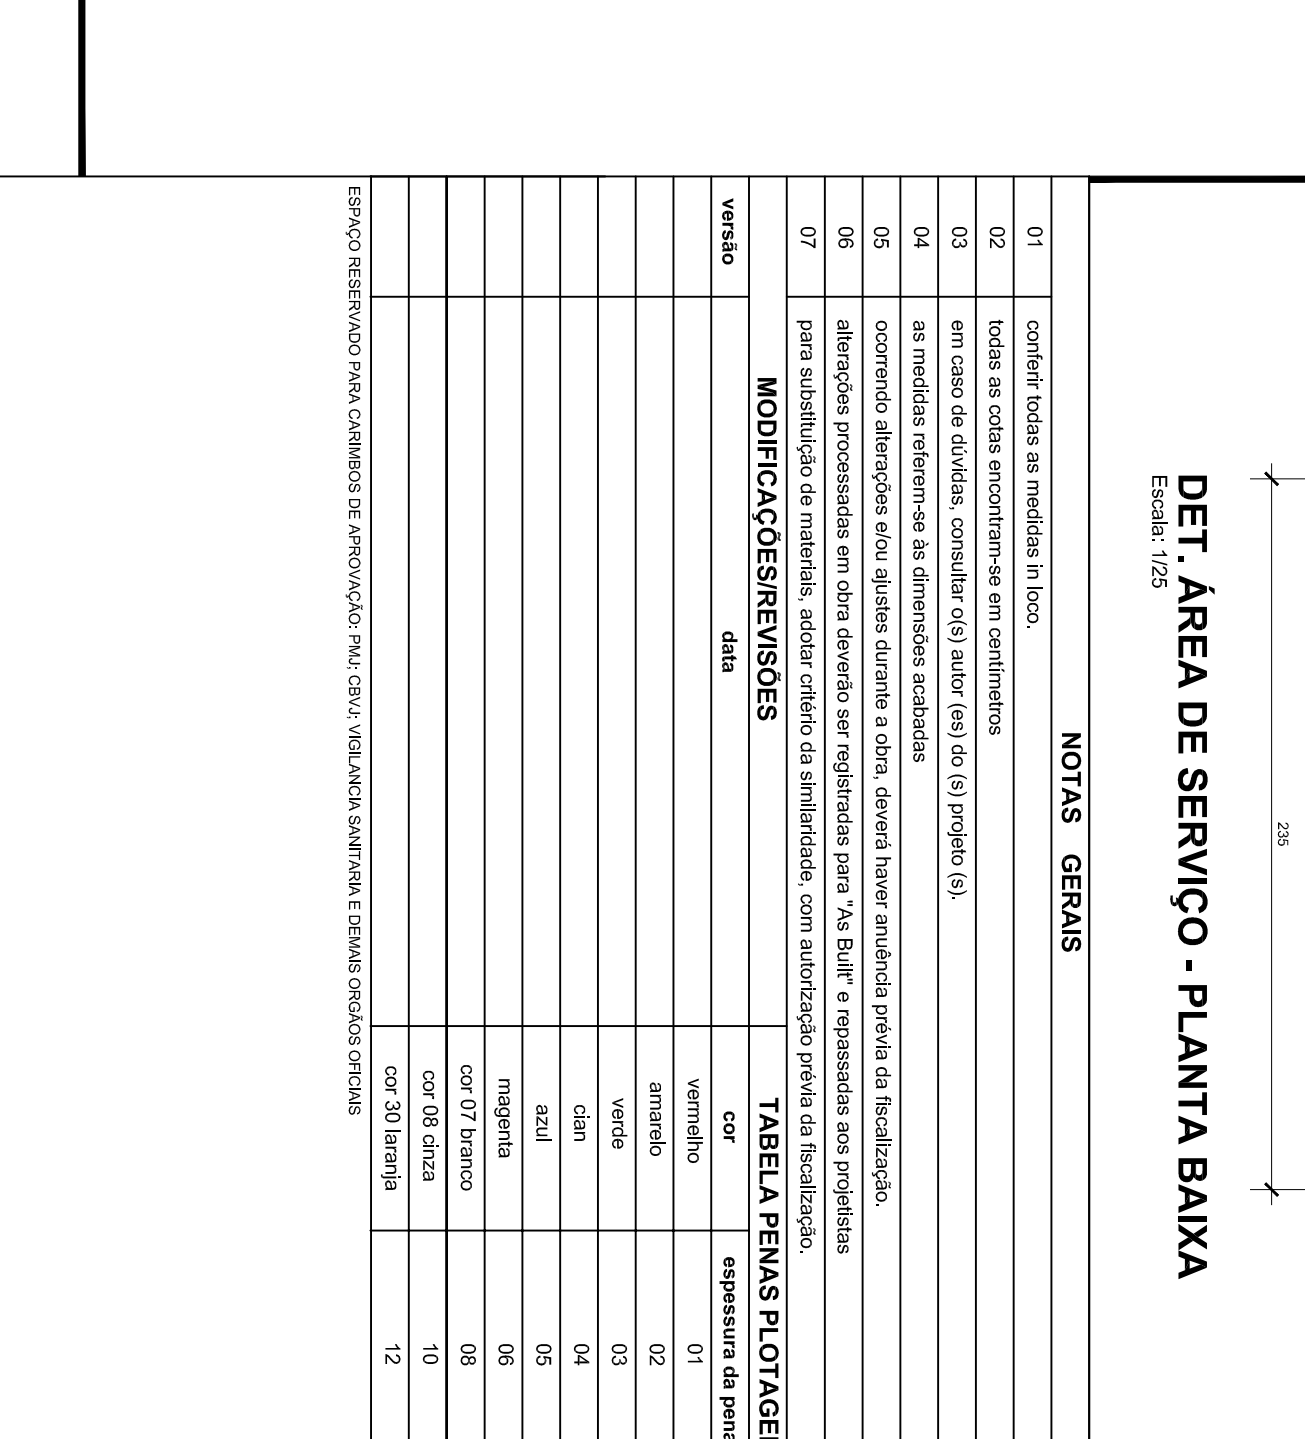 235
DET. ÁREA DE SERVIÇO - PLANTA BAIXA
Escala: 1/25
NOTAS GERAIS
01 conferir todas as medidas in loco.
02 todas as cotas encontram-se em centímetros
03 em caso de dúvidas, consultar o(s) autor (es) do (s) projeto (s).
04 as medidas referem-se às dimensões acabadas
05 ocorrendo alterações e/ou ajustes durante a obra, deverá haver anuência prévia da fiscalização.
06 alterações processadas em obra deverão ser registradas para "As Built" e repassadas aos projetistas
07 para substituição de materiais, adotar critério da similaridade, com autorização prévia da fiscalização.
MODIFICAÇÕES/REVISÕES TABELA PENAS PLOTAGE
versão data cor espessura da pena
vermelho 01
amarelo 02
verde 03
cian 04
azul 05
magenta 06
cor 07 branco 08
cor 08 cinza 10
cor 30 laranja 12
ESPAÇO RESERVADO PARA CARIMBOS DE APROVAÇÃO: PMJ; CBVJ; VIGILANCIA SANITARIA E DEMAIS ORGÃOS OFICIAIS